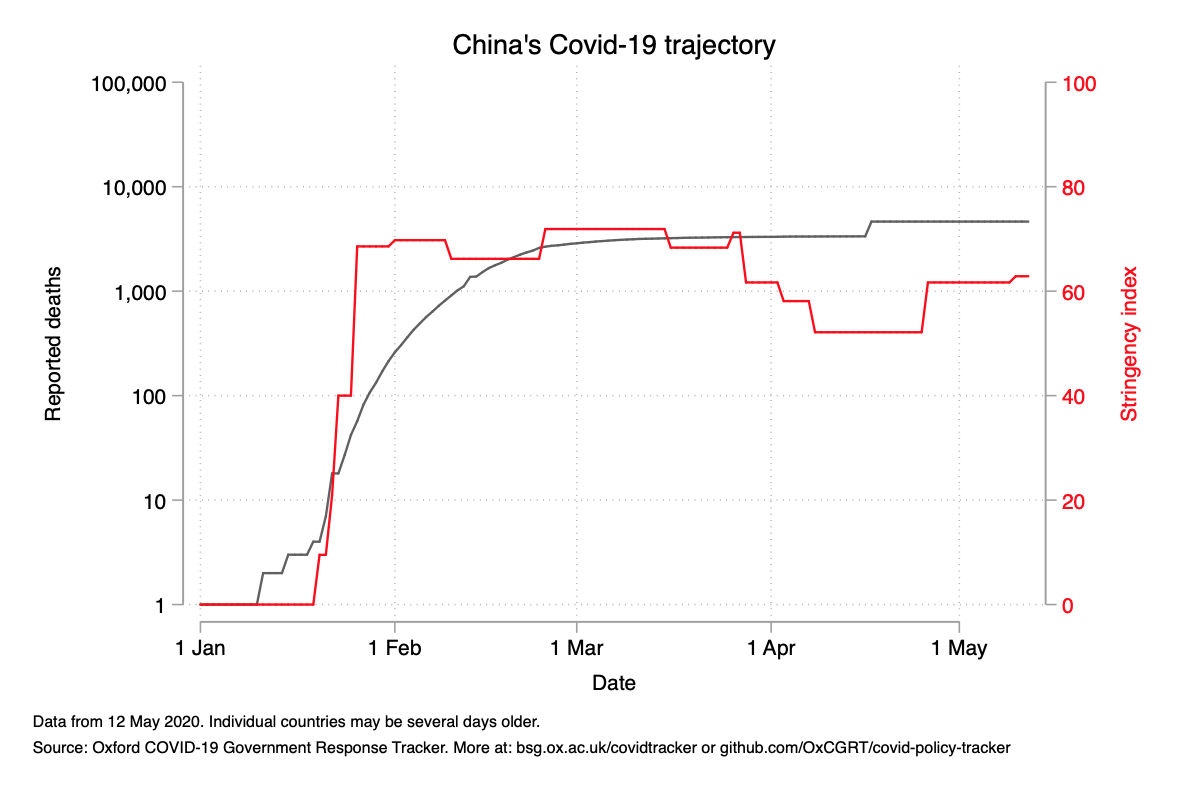 China's Covid-19 trajectory
100,000
10,000
1,000
100
10
1
Reported deaths
100
80
60
40
20
0
Stringency index
1 Jan
1 Feb
1 Mar
1 Apr
1 May
Date
Data from 12 May 2020. Individual countries may be several days older.
Source: Oxford COVID-19 Government Response Tracker. More at: bsg.ox.ac.uk/covidtracker or github.com/OxCGRT/covid-policy-tracker